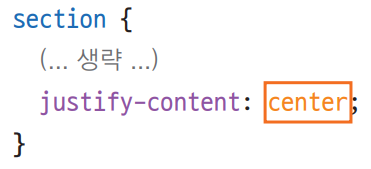 section {
(... 생략 ...)
justify-content: center;
}